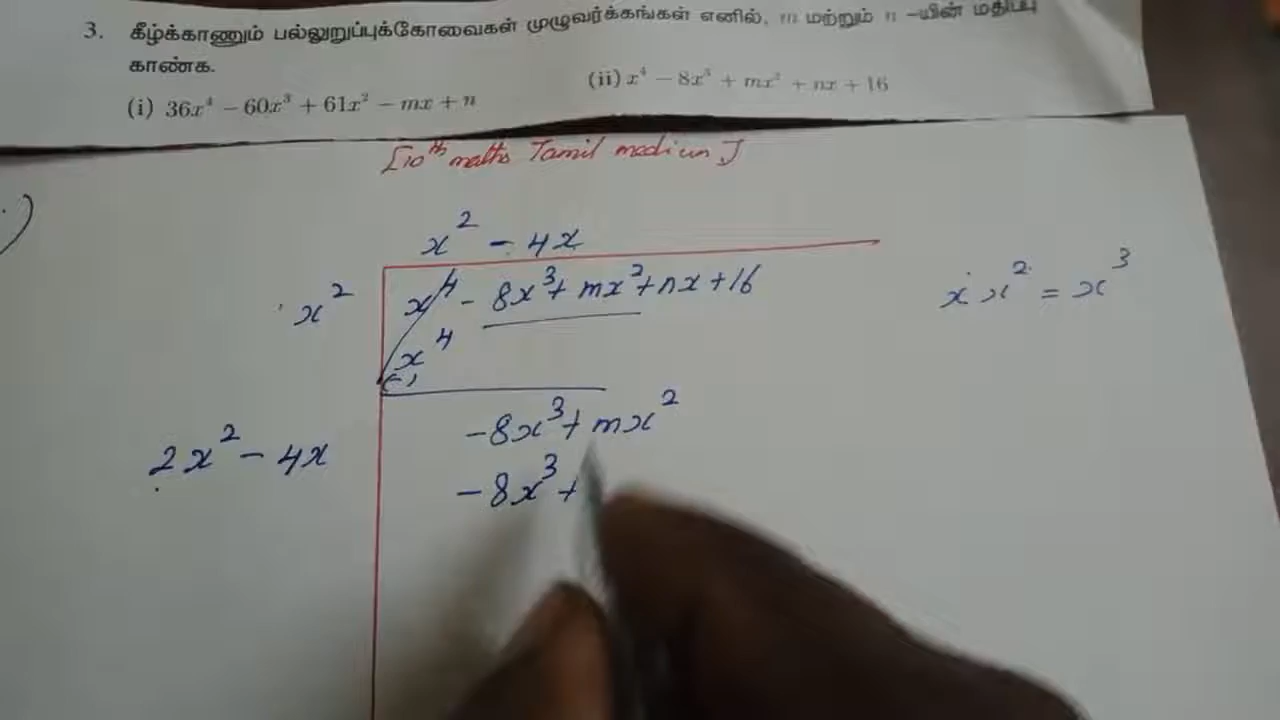 3. கீழ்க்காணும் பல்லுறுப்புக்கோவைகள் முழுவர்க்கங்கள் எனில், m மற்றும் n –யின் மதிப்பு
காண்க.
(i) 36x⁴ − 60x³ + 61x² − mx + n (ii) x⁴ − 8x³ + mx² + nx + 16
[10th maths Tamil medium]
.)
x² − 4x
x² x⁴ − 8x³ + mx² + nx + 16 x x² = x³
x⁴
(−)
−8x³ + mx²
2x² − 4x
−8x³ +